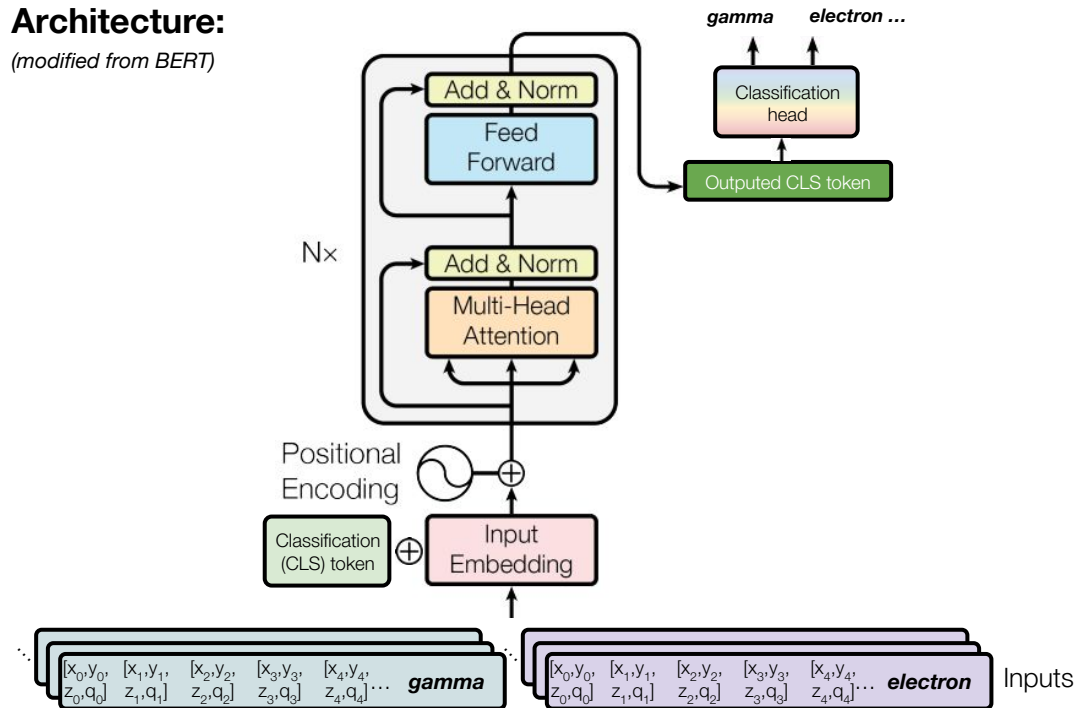 Architecture:
(modified from BERT)
gamma
electron ...
Classification
head
Outputed CLS token
Add & Norm
Feed
Forward
Nx
Add & Norm
Multi-Head
Attention
Positional
Encoding
Classification
(CLS) token
Input
Embedding
[x₀,y₀, [x₁,y₁, [x₂,y₂, [x₃,y₃, [x₄,y₄,
z₀,q₀] z₁,q₁] z₂,q₂] z₃,q₃] z₄,q₄] ... gamma
[x₀,y₀, [x₁,y₁, [x₂,y₂, [x₃,y₃, [x₄,y₄,
z₀,q₀] z₁,q₁] z₂,q₂] z₃,q₃] z₄,q₄] ... electron
Inputs